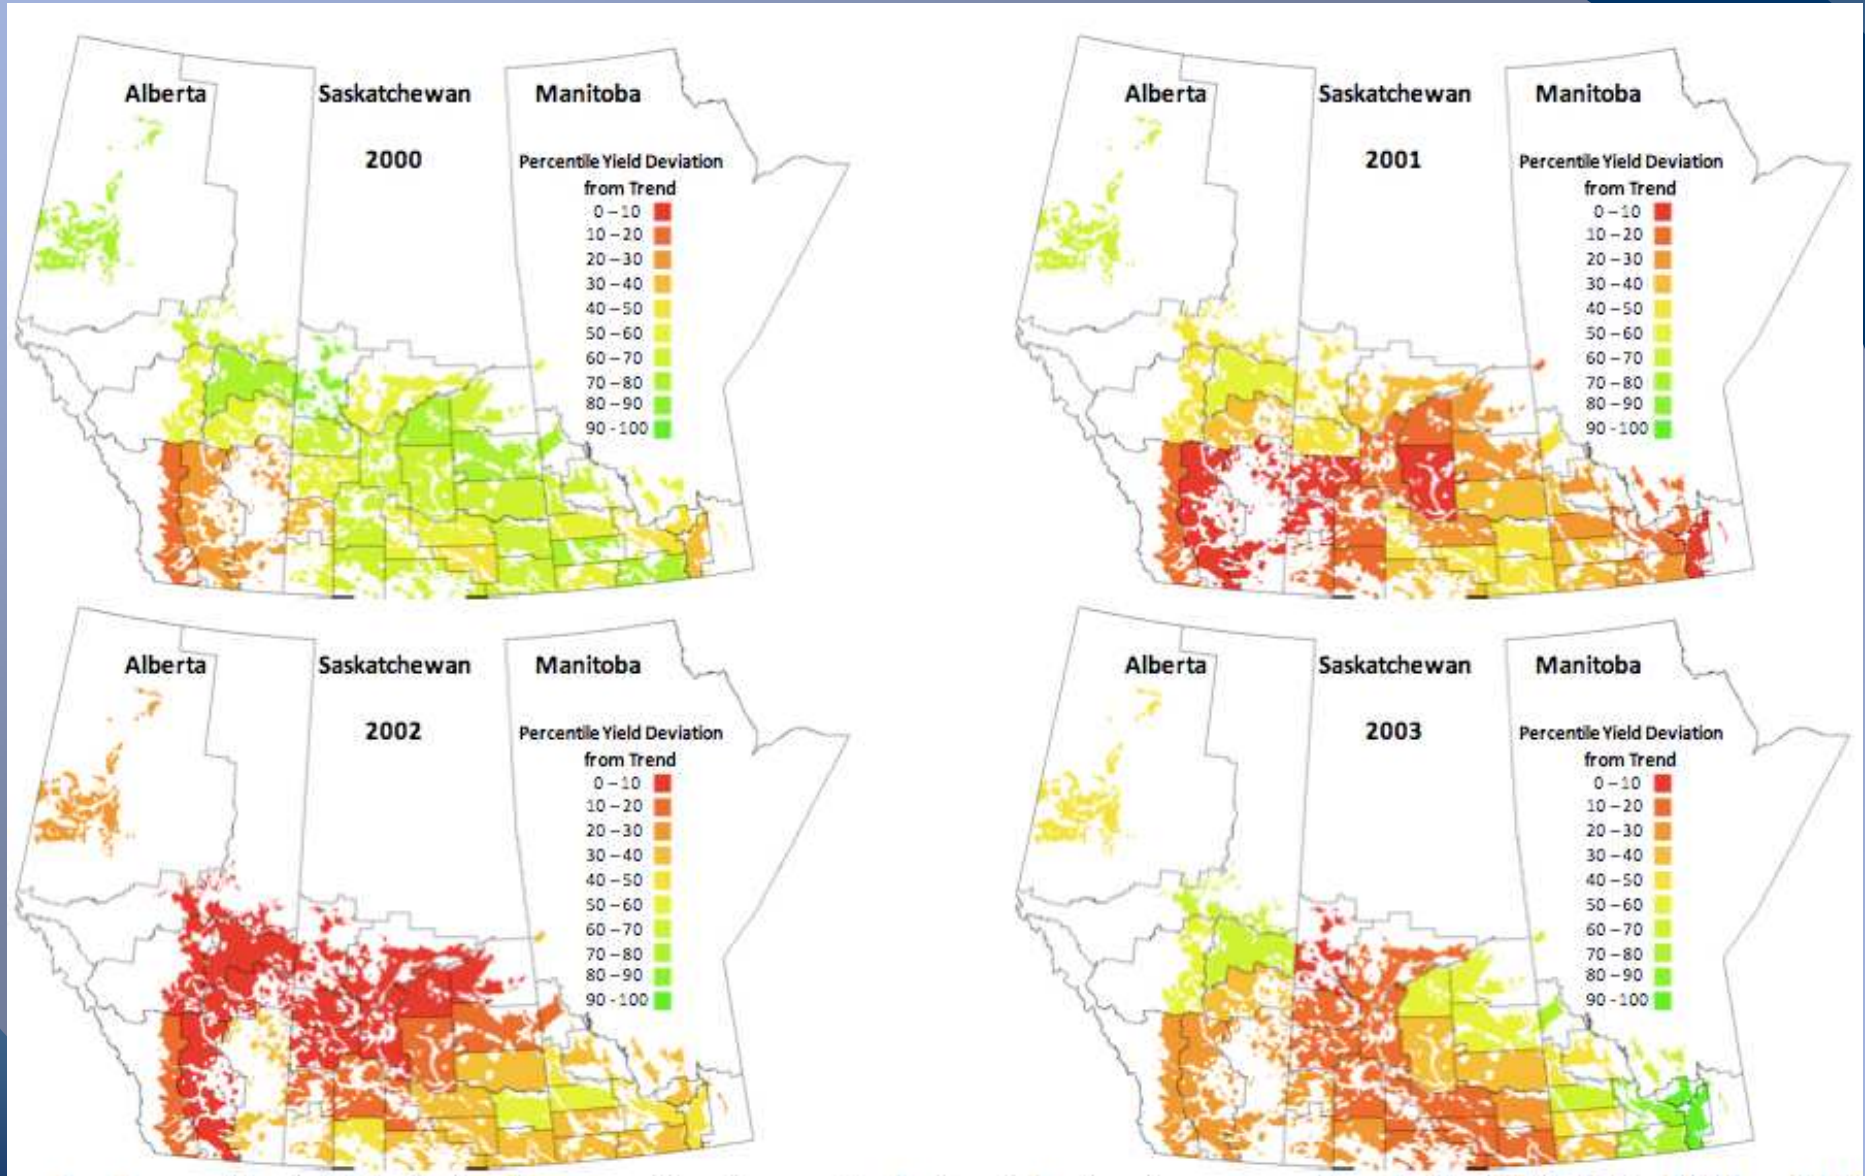 Alberta Saskatchewan Manitoba
2000
Percentile Yield Deviation
from Trend
0 – 10
10 – 20
20 – 30
30 – 40
40 – 50
50 – 60
60 – 70
70 – 80
80 – 90
90 - 100
Alberta Saskatchewan Manitoba
2001
Percentile Yield Deviation
from Trend
0 – 10
10 – 20
20 – 30
30 – 40
40 – 50
50 – 60
60 – 70
70 – 80
80 – 90
90 - 100
Alberta Saskatchewan Manitoba
2002
Percentile Yield Deviation
from Trend
0 – 10
10 – 20
20 – 30
30 – 40
40 – 50
50 – 60
60 – 70
70 – 80
80 – 90
90 - 100
Alberta Saskatchewan Manitoba
2003
Percentile Yield Deviation
from Trend
0 – 10
10 – 20
20 – 30
30 – 40
40 – 50
50 – 60
60 – 70
70 – 80
80 – 90
90 - 100